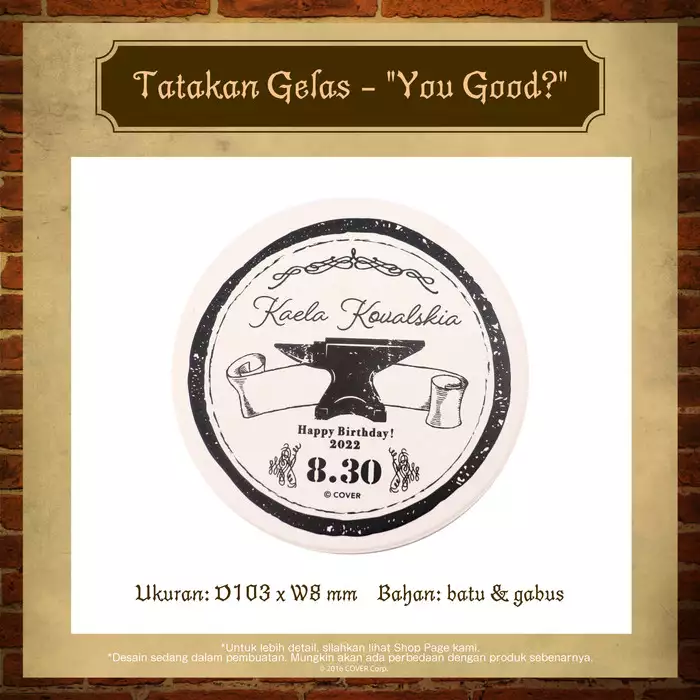 Tatakan Gelas - "You Good?"
Kaela Kovalskia
Happy Birthday!
2022
8.30
© COVER
Ukuran: D103 x W8 mm Bahan: batu & gabus
*Untuk lebih detail, silahkan lihat Shop Page kami.
*Desain sedang dalam pembuatan. Mungkin akan ada perbedaan dengan produk sebenarnya.
© 2016 COVER Corp.